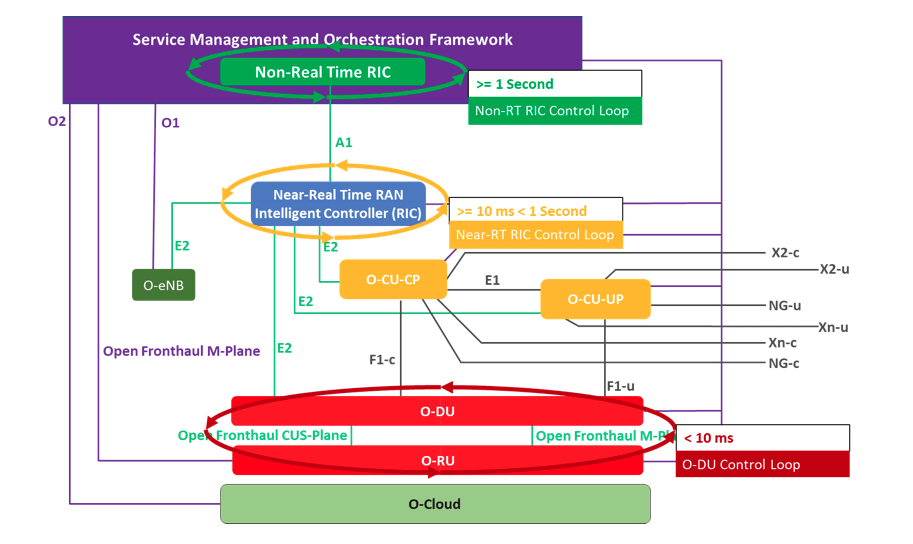 Service Management and Orchestration Framework
Non-Real Time RIC
>= 1 Second
Non-RT RIC Control Loop
O2
O1
A1
Near-Real Time RAN
Intelligent Controller (RIC)
>= 10 ms < 1 Second
Near-RT RIC Control Loop
E2
E2
X2-c
X2-u
O-eNB
O-CU-CP
E1
O-CU-UP
E2
NG-u
Xn-u
Xn-c
Open Fronthaul M-Plane
E2
F1-c
NG-c
F1-u
O-DU
Open Fronthaul CUS-Plane
Open Fronthaul M-Pl
< 10 ms
O-RU
O-DU Control Loop
O-Cloud